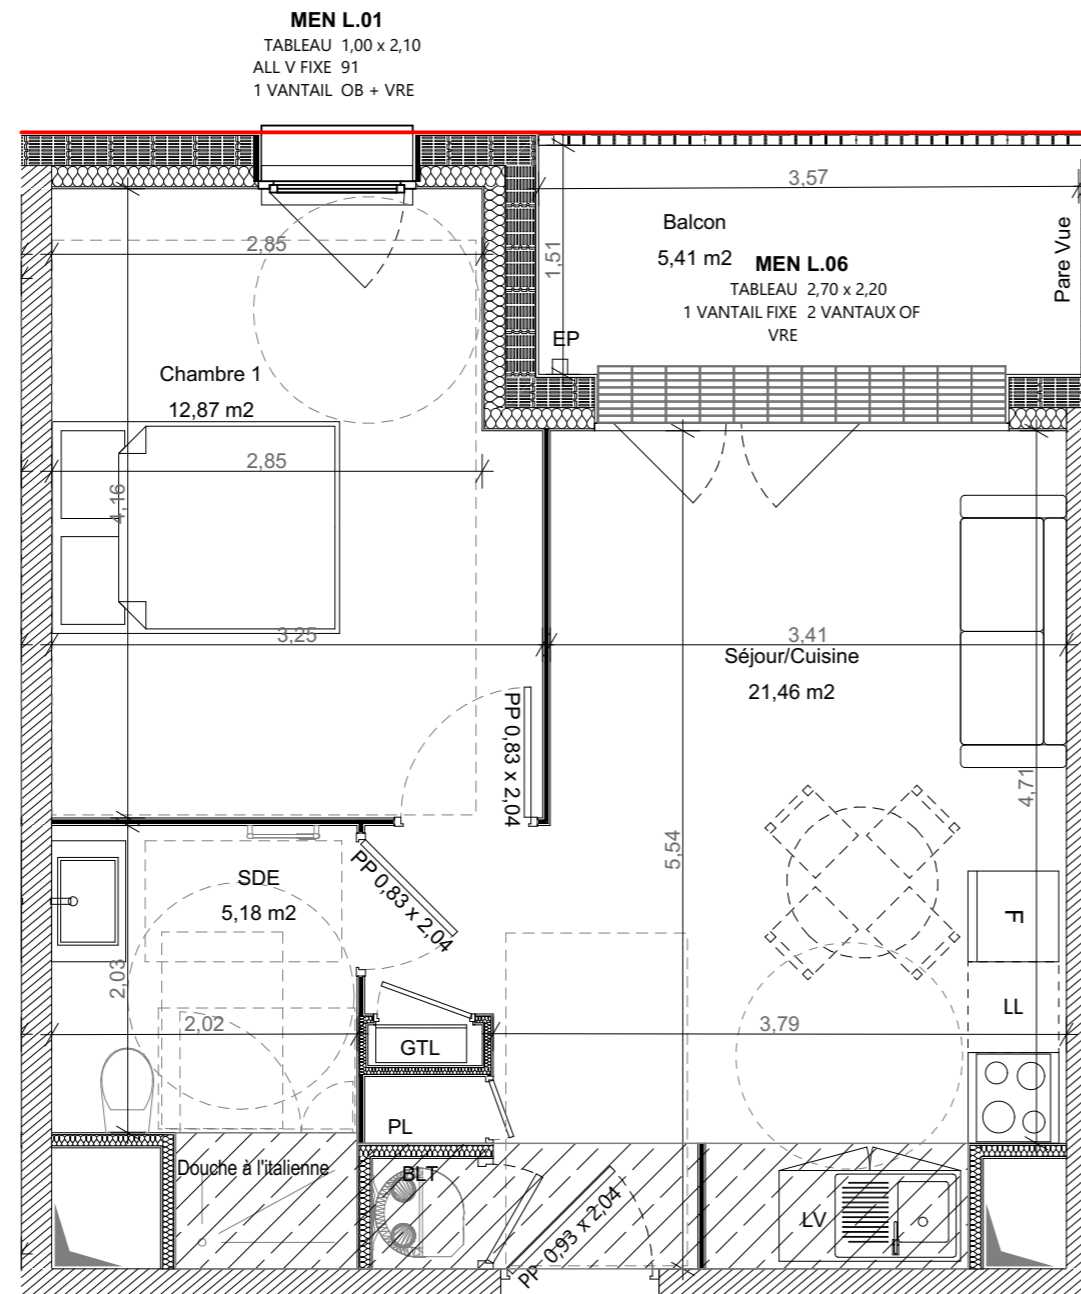 MEN L.01
TABLEAU 1,00 x 2,10
ALL V FIXE 91
1 VANTAIL OB + VRE
3,57
Balcon
5,41 m2
1,51
Pare Vue
MEN L.06
TABLEAU 2,70 x 2,20
1 VANTAIL FIXE 2 VANTAUX OF
VRE
EP
2,85
Chambre 1
12,87 m2
2,85
4,16
3,25
3,41
Séjour/Cuisine
21,46 m2
PP 0,83 x 2,04
4,71
5,54
PP 0,83 x 2,04
SDE
5,18 m2
2,03
F
LL
2,02
3,79
GTL
PL
Douche à l'italienne
BLT
PP 0,93 x 2,04
LV